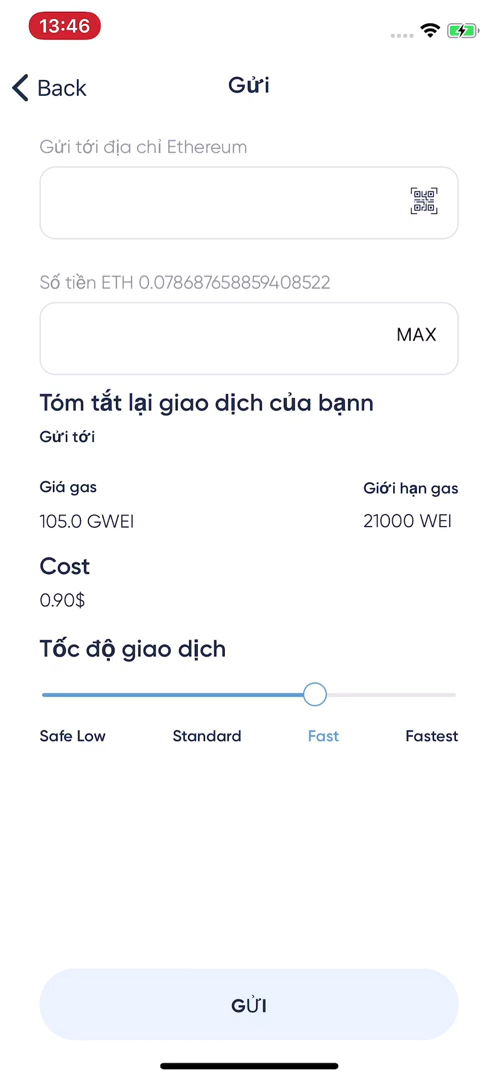 13:46
Back
Gửi
Gửi tới địa chỉ Ethereum
Số tiền ETH 0.078687658859408522
MAX
Tóm tắt lại giao dịch của bạnn
Gửi tới
Giá gas
Giới hạn gas
105.0 GWEI
21000 WEI
Cost
0.90$
Tốc độ giao dịch
Safe Low
Standard
Fast
Fastest
GỬI